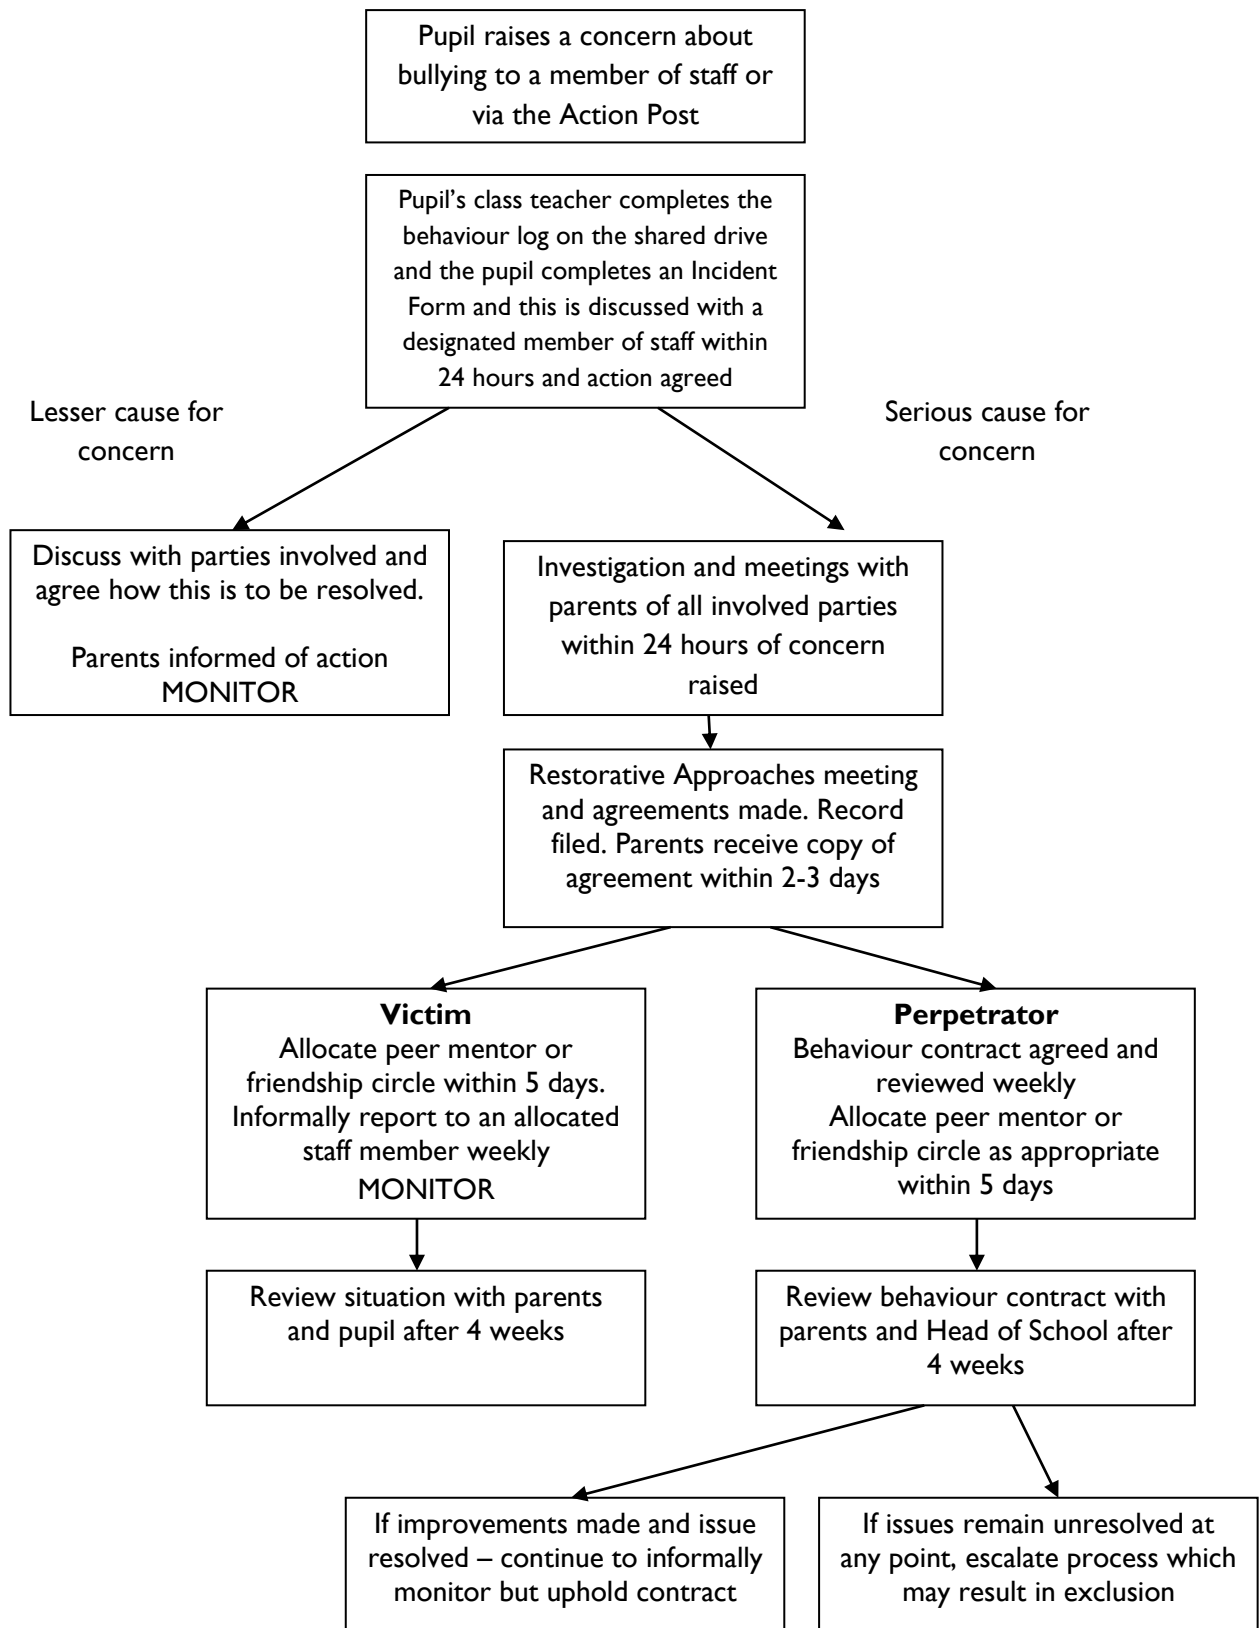 Pupil raises a concern about
bullying to a member of staff or
via the Action Post
Pupil's class teacher completes the
behaviour log on the shared drive
and the pupil completes an Incident
Form and this is discussed with a
designated member of staff within
24 hours and action agreed
Lesser cause for
concern
Serious cause for
concern
Discuss with parties involved and
agree how this is to be resolved.
Parents informed of action
MONITOR
Investigation and meetings with
parents of all involved parties
within 24 hours of concern
raised
Restorative Approaches meeting
and agreements made. Record
filed. Parents receive copy of
agreement within 2-3 days
Victim
Allocate peer mentor or
friendship circle within 5 days.
Informally report to an allocated
staff member weekly
MONITOR
Perpetrator
Behaviour contract agreed and
reviewed weekly
Allocate peer mentor or
friendship circle as appropriate
within 5 days
Review situation with parents
and pupil after 4 weeks
Review behaviour contract with
parents and Head of School after
4 weeks
If improvements made and issue
resolved – continue to informally
monitor but uphold contract
If issues remain unresolved at
any point, escalate process which
may result in exclusion